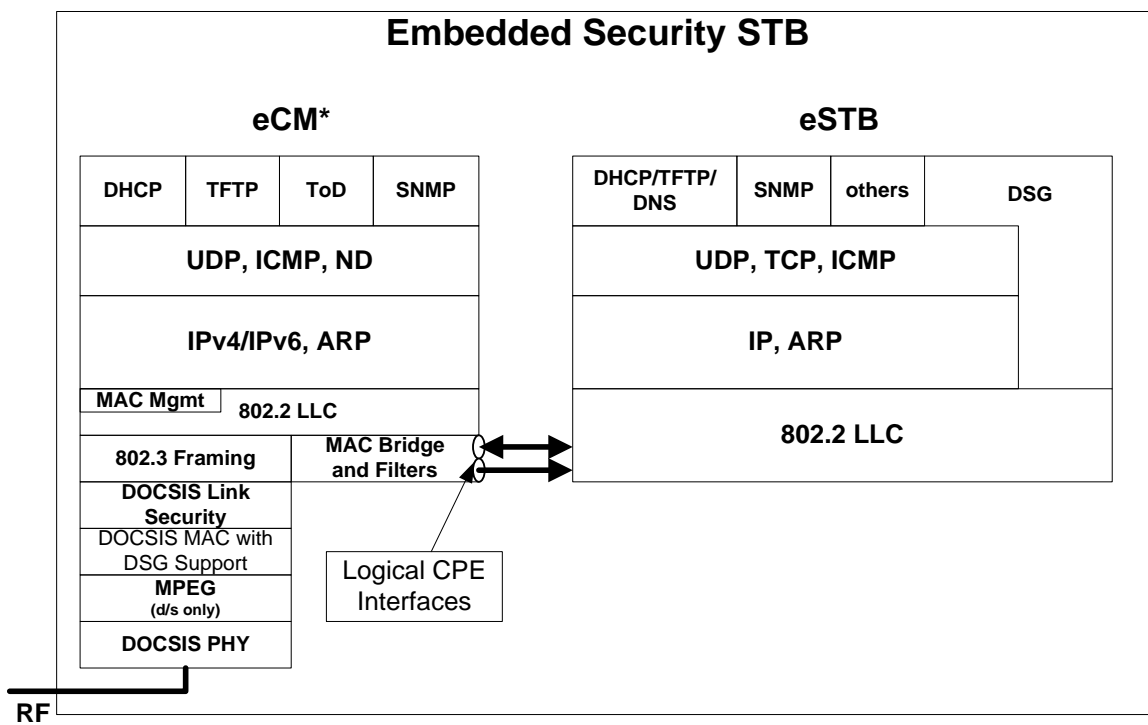 Embedded Security STB
eCM*
eSTB
DHCP
TFTP
ToD
SNMP
DHCP/TFTP/
DNS
SNMP
others
DSG
UDP, ICMP, ND
UDP, TCP, ICMP
IPv4/IPv6, ARP
IP, ARP
MAC Mgmt
802.2 LLC
802.2 LLC
802.3 Framing
MAC Bridge
and Filters
DOCSIS Link
Security
DOCSIS MAC with
DSG Support
Logical CPE
Interfaces
MPEG
(d/s only)
DOCSIS PHY
RF